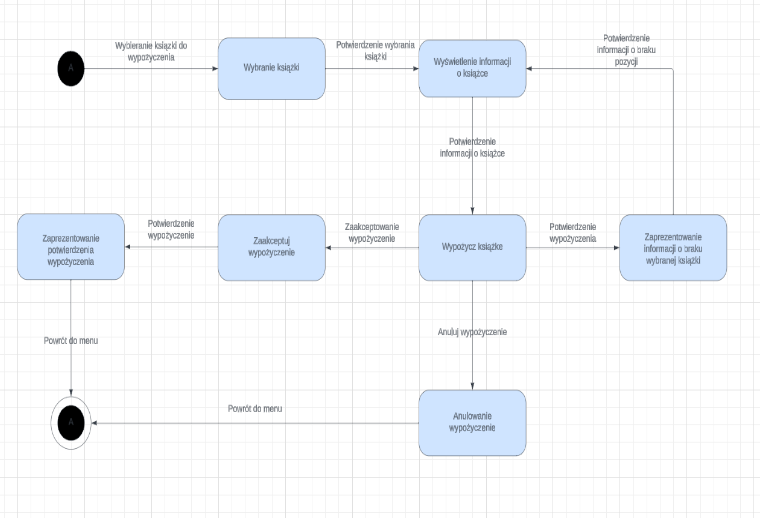 Wybieranie książki do
wypożyczenia
A
Wybranie książki
Potwierdzenie wybrania
książki
Wyświetlenie informacji
o książce
Potwierdzenie
informacji o braku
pozycji
Potwierdzenie
informacji o książce
Zaprezentowanie
potwierdzenia
wypożyczenia
Potwierdzenie
wypożyczenie
Zaakceptuj
wypożyczenie
Zaakceptowanie
wypożyczenie
Wypożycz książke
Potwierdzenie
wypożyczenia
Zaprezentowanie
informacji o braku
wybranej książki
Powrót do menu
Anuluj wypożyczenie
A
Powrót do menu
Anulowanie
wypożyczenie